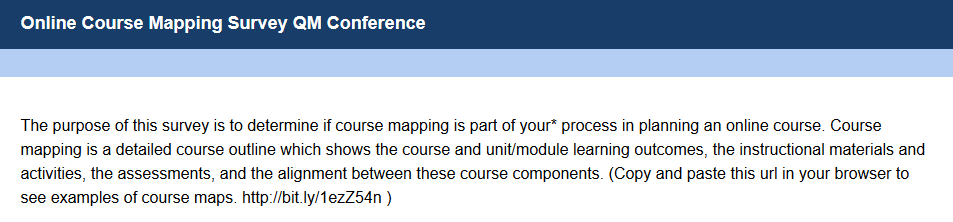 Online Course Mapping Survey QM Conference
The purpose of this survey is to determine if course mapping is part of your* process in planning an online course. Course
mapping is a detailed course outline which shows the course and unit/module learning outcomes, the instructional materials and
activities, the assessments, and the alignment between these course components. (Copy and paste this url in your browser to
see examples of course maps. http://bit.ly/1ezZ54n )